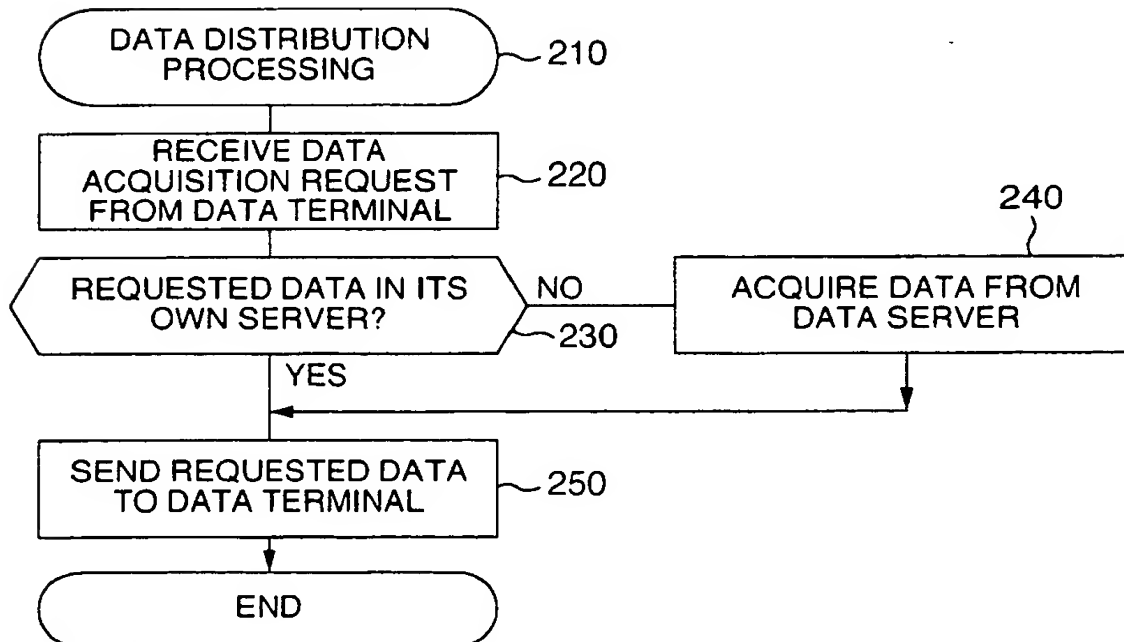 DATA DISTRIBUTION
PROCESSING
210
RECEIVE DATA
ACQUISITION REQUEST
FROM DATA TERMINAL
220
REQUESTED DATA IN ITS
OWN SERVER?
NO
230
240
ACQUIRE DATA FROM
DATA SERVER
YES
SEND REQUESTED DATA
TO DATA TERMINAL
250
END